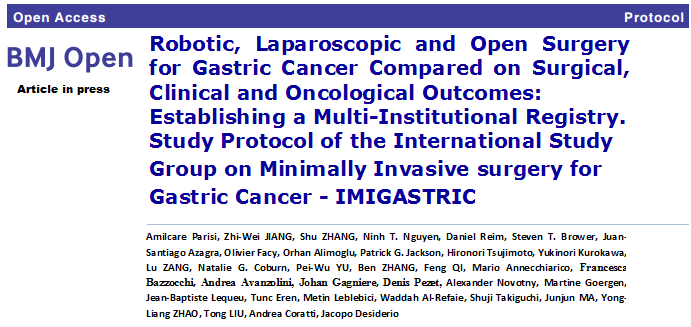 Open Access Protocol
BMJ Open
Article in press
Robotic, Laparoscopic and Open Surgery
for Gastric Cancer Compared on Surgical,
Clinical and Oncological Outcomes:
Establishing a Multi-Institutional Registry.
Study Protocol of the International Study
Group on Minimally Invasive surgery for
Gastric Cancer - IMIGASTRIC
Amilcare Parisi, Zhi-Wei JIANG, Shu ZHANG, Ninh T. Nguyen, Daniel Reim, Steven T. Brower, Juan-
Santiago Azagra, Olivier Facy, Orhan Alimoglu, Patrick G. Jackson, Hironori Tsujimoto, Yukinori Kurokawa,
Lu ZANG, Natalie G. Coburn, Pei-Wu YU, Ben ZHANG, Feng QI, Mario Annecchiarico, Francesca
Bazzocchi, Andrea Avanzolini, Johan Gagniere, Denis Pezet, Alexander Novotny, Martine Goergen,
Jean-Baptiste Lequeu, Tunc Eren, Metin Leblebici, Waddah Al-Refaie, Shuji Takiguchi, Junjun MA, Yong-
Liang ZHAO, Tong LIU, Andrea Coratti, Jacopo Desiderio